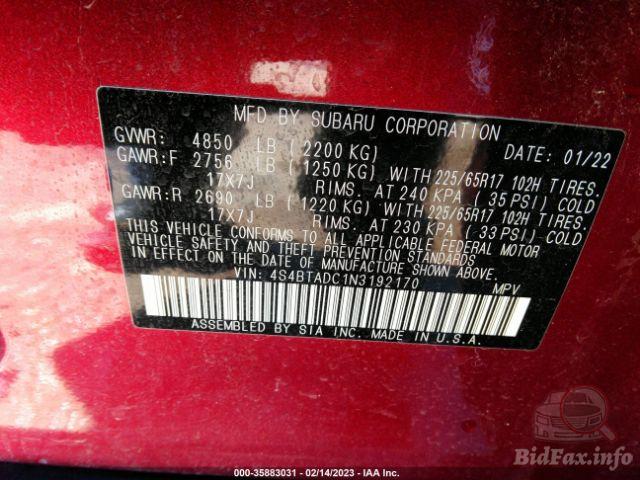 MFD BY SUBARU CORPORATION
GVWR: 4850 LB (2200 KG) DATE: 01/22
GAWR:F 2756 LB (1250 KG) WITH 225/65R17 102H TIRES.
17X7J RIMS. AT 240 KPA (35 PSI) COLD
GAWR:R 2690 LB (1220 KG) WITH 225/65R17 102H TIRES.
17X7J RIMS. AT 230 KPA (33 PSI) COLD
THIS VEHICLE CONFORMS TO ALL APPLICABLE FEDERAL MOTOR
VEHICLE SAFETY AND THEFT PREVENTION STANDARDS
IN EFFECT ON THE DATE OF MANUFACTURE SHOWN ABOVE.
VIN: 4S4BTADC1N3192170 MPV
ASSEMBLED BY SIA INC. MADE IN U.S.A.
BidFax.info
000-35883031 - 02/14/2023 - IAA Inc.